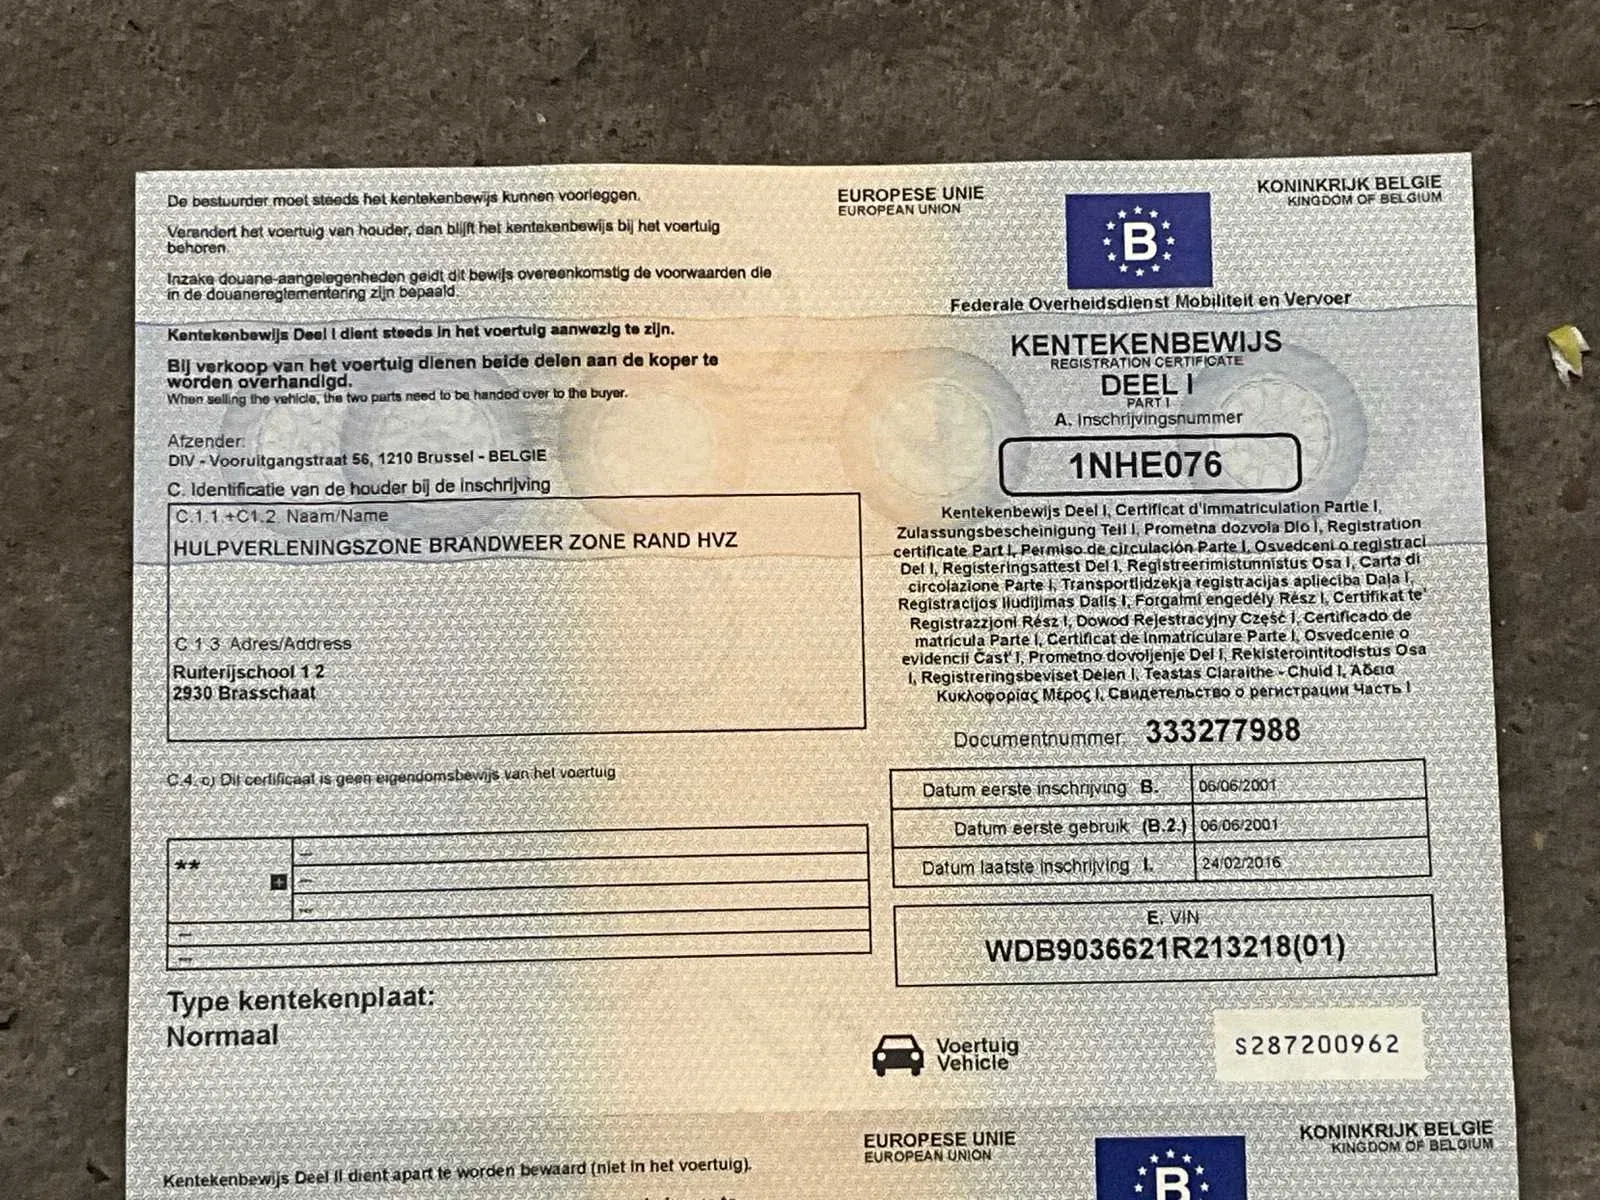 De bestuurder moet steeds het kentekenbewijs kunnen voorleggen.
Verandert het voertuig van houder, dan blijft het kentekenbewijs bij het voertuig
behoren.
Inzake douane-aangelegenheden geldt dit bewijs overeenkomstig de voorwaarden die
in de douanereglementering zijn bepaald.
Kentekenbewijs Deel I dient steeds in het voertuig aanwezig te zijn.
Bij verkoop van het voertuig dienen beide delen aan de koper te
worden overhandigd.
When selling the vehicle, the two parts need to be handed over to the buyer.
Afzender:
DIV - Vooruitgangstraat 56, 1210 Brussel - BELGIE
C. Identificatie van de houder bij de inschrijving
C.1.1.+C1.2. Naam/Name
HULPVERLENINGSZONE BRANDWEER ZONE RAND HVZ
C.1.3 Adres/Address
Ruiterijschool 1 2
2930 Brasschaat
C.4. c) Dit certificaat is geen eigendomsbewijs van het voertuig
**
+
Type kentekenplaat:
Normaal
EUROPESE UNIE
EUROPEAN UNION
B
KONINKRIJK BELGIE
KINGDOM OF BELGIUM
Federale Overheidsdienst Mobiliteit en Vervoer
KENTEKENBEWIJS
REGISTRATION CERTIFICATE
DEEL I
PART I
A. Inschrijvingsnummer
1NHE076
Kentekenbewijs Deel I, Certificat d'immatriculation Partie I,
Zulassungsbescheinigung Teil I, Prometna dozvola Dio I, Registration
certificate Part I, Permiso de circulación Parte I, Osvedceni o registraci
Del I, Registeringsattest Del I, Registreerimistunnistus Osa I, Carta di
circolazione Parte I, Transportlidzekja registracijas aplieciba Daļa I,
Registracijos liudijimas Dalis I, Forgalmi engedély Rész I, Certifikat te'
Registrazzjoni Rész I, Dowod Rejestracyjny Część I, Certificado de
matrícula Parte I, Certificat de Inmatriculare Parte I, Osvedcenie o
evidencii Čast' I, Prometno dovoljenje Del I, Rekisterointitodistus Osa
I, Registreringsbeviset Delen I, Teastas Claraithe - Chuid I, Άδεια
Κυκλοφορίας Μέρος I, Свидетельство о регистрации Часть I
Documentnummer: 333277988
Datum eerste inschrijving B. 06/06/2001
Datum eerste gebruik (B.2.) 06/06/2001
Datum laatste inschrijving I. 24/02/2016
E. VIN
WDB9036621R213218(01)
Voertuig
Vehicle
S287200962
Kentekenbewijs Deel II dient apart te worden bewaard (niet in het voertuig).
EUROPESE UNIE
EUROPEAN UNION
B
KONINKRIJK BELGIE
KINGDOM OF BELGIUM